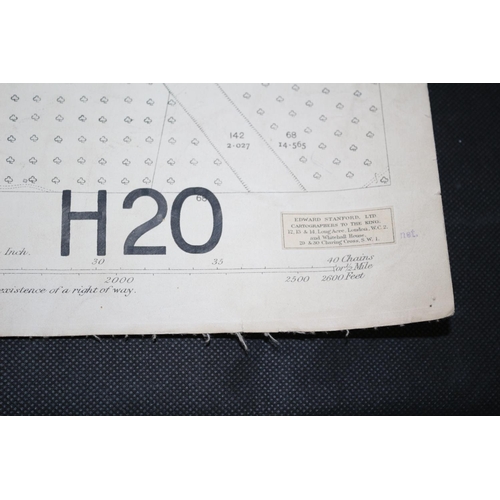 142
2·027
68
14·565
68
H20
EDWARD STANFORD, LTD
CARTOGRAPHERS TO THE KING.
12, 13 & 14, Long Acre London, W.C. 2
and Whitehall House,
29 & 30 Charing Cross, S.W. 1.
Inch.
30
35
40 Chains
(or ½ Mile
2000
2500
2600 Feet
existence of a right of way.